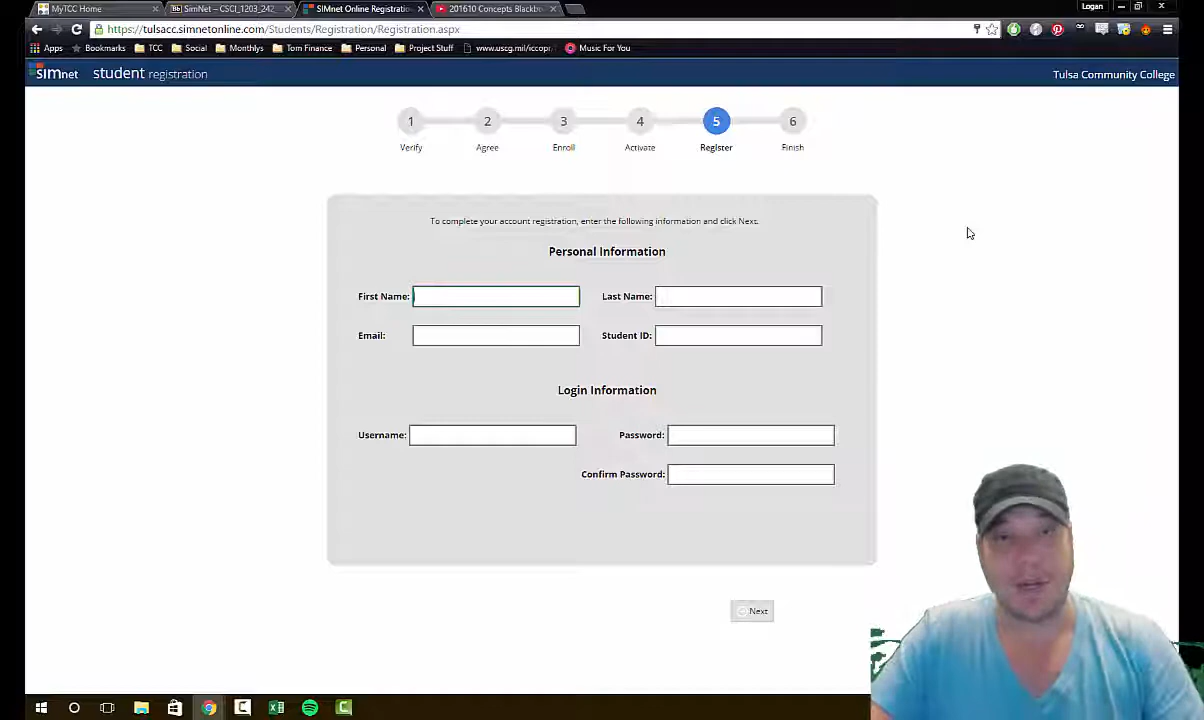 MyTCC Home
SimNet – CSCI_1203_242_
SIMnet Online Registratio
201610 Concepts Blackbo
Logan
https://tulsacc.simnetonline.com/Students/Registration/Registration.aspx
Apps Bookmarks TCC Social Monthlys Tom Finance Personal Project Stuff www.uscg.mil/iccopr Music For You
simnet student registration Tulsa Community College
1 2 3 4 5 6
Verify Agree Enroll Activate Register Finish
To complete your account registration, enter the following information and click Next.
Personal Information
First Name: Last Name:
Email: Student ID:
Login Information
Username: Password:
Confirm Password:
Next